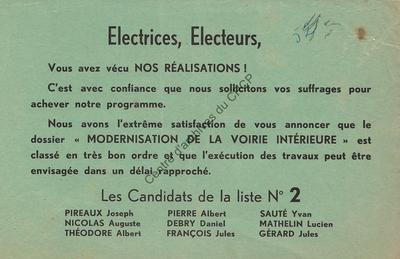 Electrices, Electeurs,
Vous avez vécu NOS RÉALISATIONS !
C'est avec confiance que nous sollicitons vos suffrages pour
achever notre programme.
Nous avons l'extrême satisfaction de vous annoncer que le
dossier « MODERNISATION DE LA VOIRIE INTÉRIEURE » est
classé en très bon ordre et que l'exécution des travaux peut être
envisagée dans un délai rapproché.
Les Candidats de la liste N° 2
PIREAUX Joseph PIERRE Albert SAUTÉ Yvan
NICOLAS Auguste DEBRY Daniel MATHELIN Lucien
THÉODORE Albert FRANÇOIS Jules GÉRARD Jules
Centre d'archives du